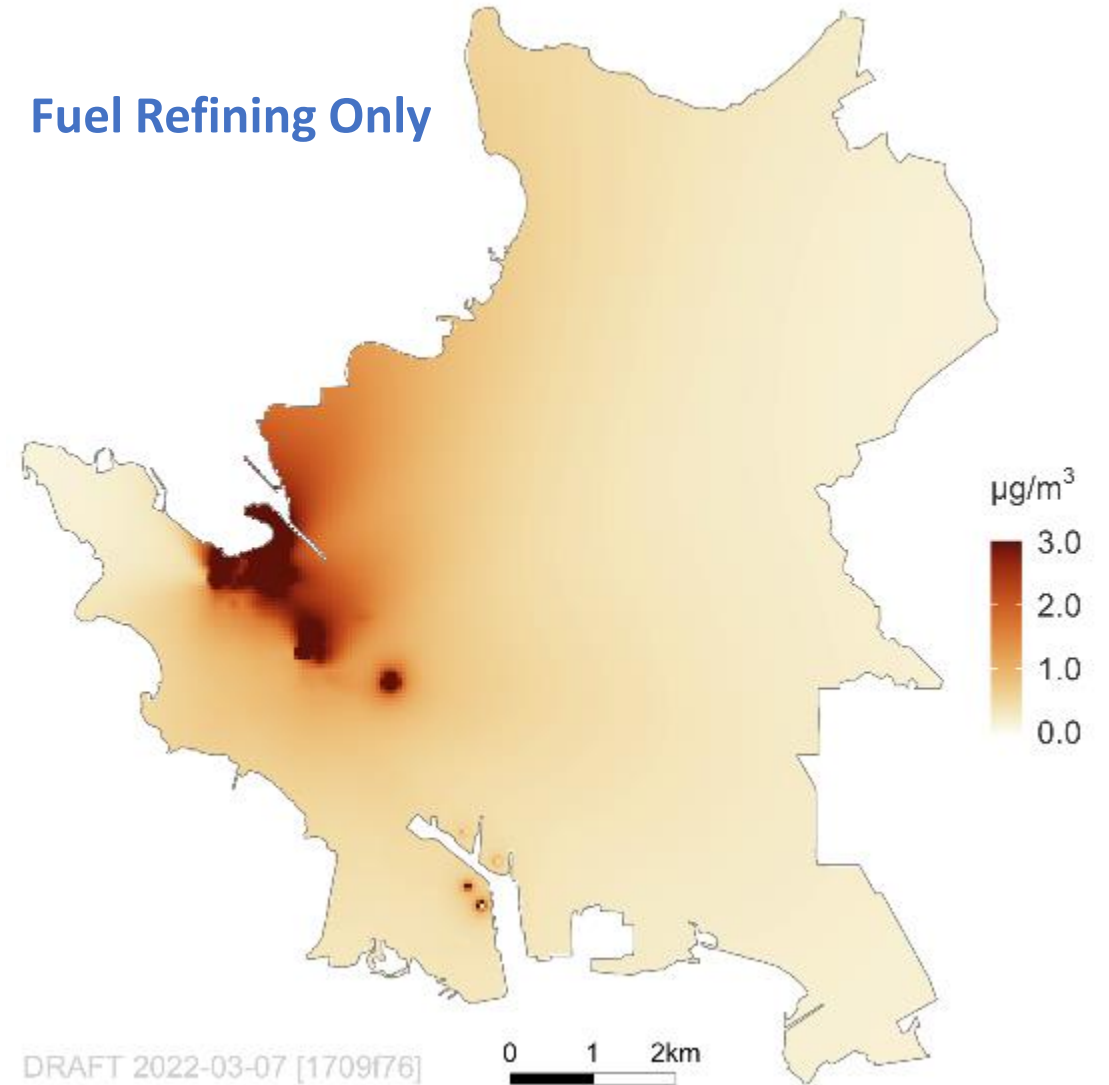 Fuel Refining Only
μg/m³
3.0
2.0
1.0
0.0
0 1 2km
DRAFT 2022-03-07 [1709f76]